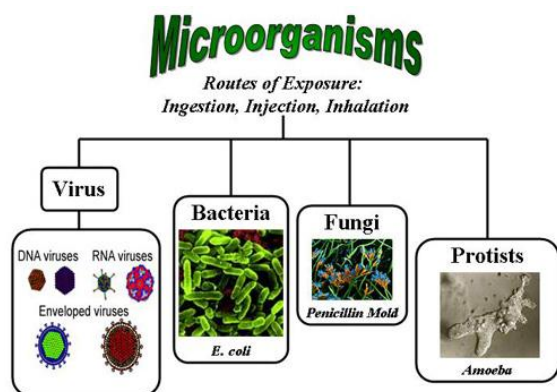 Microorganisms
Routes of Exposure:
Ingestion, Injection, Inhalation
Virus
DNA viruses RNA viruses
Enveloped viruses
Bacteria
E. coli
Fungi
Penicillin Mold
Protists
Amoeba